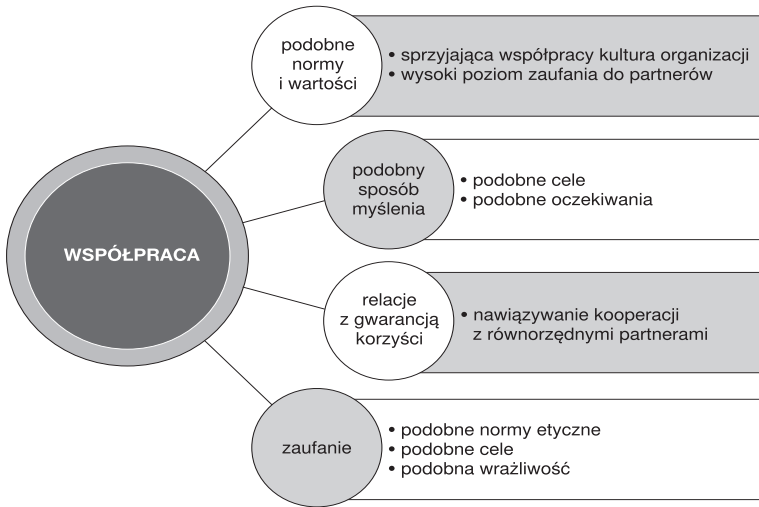 WSPÓŁPRACA
podobne
normy
i wartości
• sprzyjająca współpracy kultura organizacji
• wysoki poziom zaufania do partnerów
podobny
sposób
myślenia
• podobne cele
• podobne oczekiwania
relacje
z gwarancją
korzyści
• nawiązywanie kooperacji
z równorzędnymi partnerami
zaufanie
• podobne normy etyczne
• podobne cele
• podobna wrażliwość